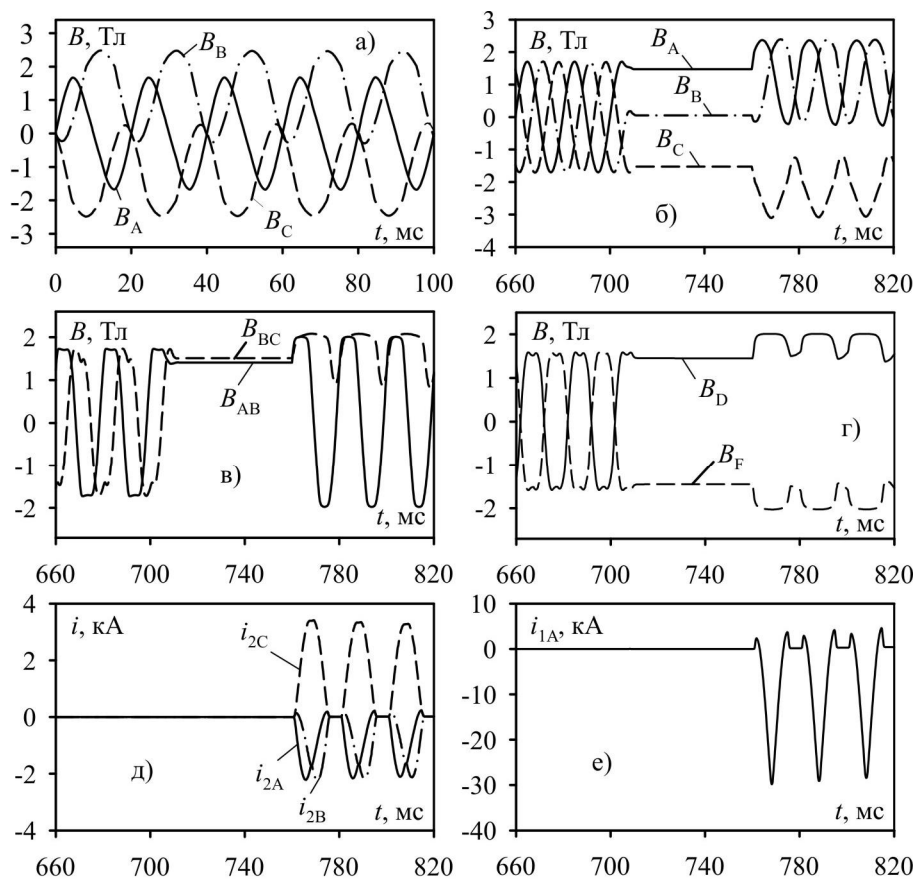 B, Тл
а)
B_B
3
2
1
0
-1
-2
-3
B_A
B_C
t, мс
0 20 40 60 80 100
B, Тл
б)
B_A
B_B
B_C
3
2
1
0
-1
-2
-3
-4
t, мс
660 700 740 780 820
B, Тл
B_BC
B_AB
2
1
0
-1
-2
в)
t, мс
660 700 740 780 820
B, Тл
B_D
г)
B_F
2
1
0
-1
-2
t, мс
660 700 740 780 820
i, кА
i_2C
4
2
0
-2
-4
д)
i_2A
i_2B
t, мс
660 700 740 780 820
i_1A, кА
10
0
-10
-20
-30
-40
е)
t, мс
660 700 740 780 820